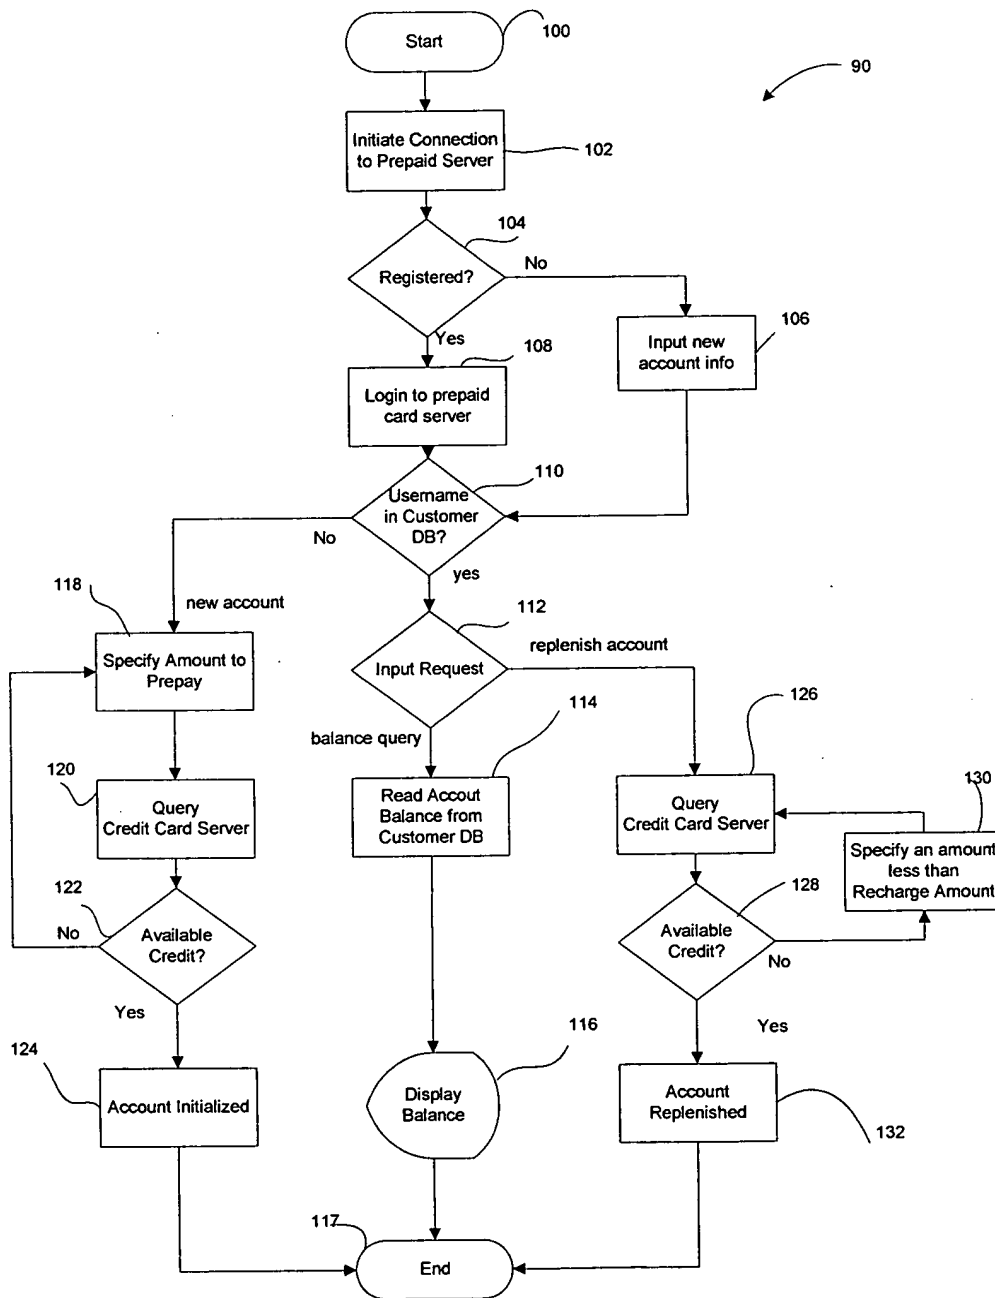 Start
100
90
Initiate Connection
to Prepaid Server
102
104
Registered?
No
Yes
106
Input new
account info
108
Login to prepaid
card server
110
Username
in Customer
DB?
No
yes
118
new account
112
replenish account
Specify Amount to
Prepay
Input Request
114
126
balance query
120
130
Query
Credit Card Server
Read Accout
Balance from
Customer DB
Query
Credit Card Server
Specify an amount
less than
Recharge Amount
122
128
No
Available
Credit?
Available
Credit?
No
Yes
Yes
124
116
Account Initialized
Display
Balance
Account
Replenished
132
117
End